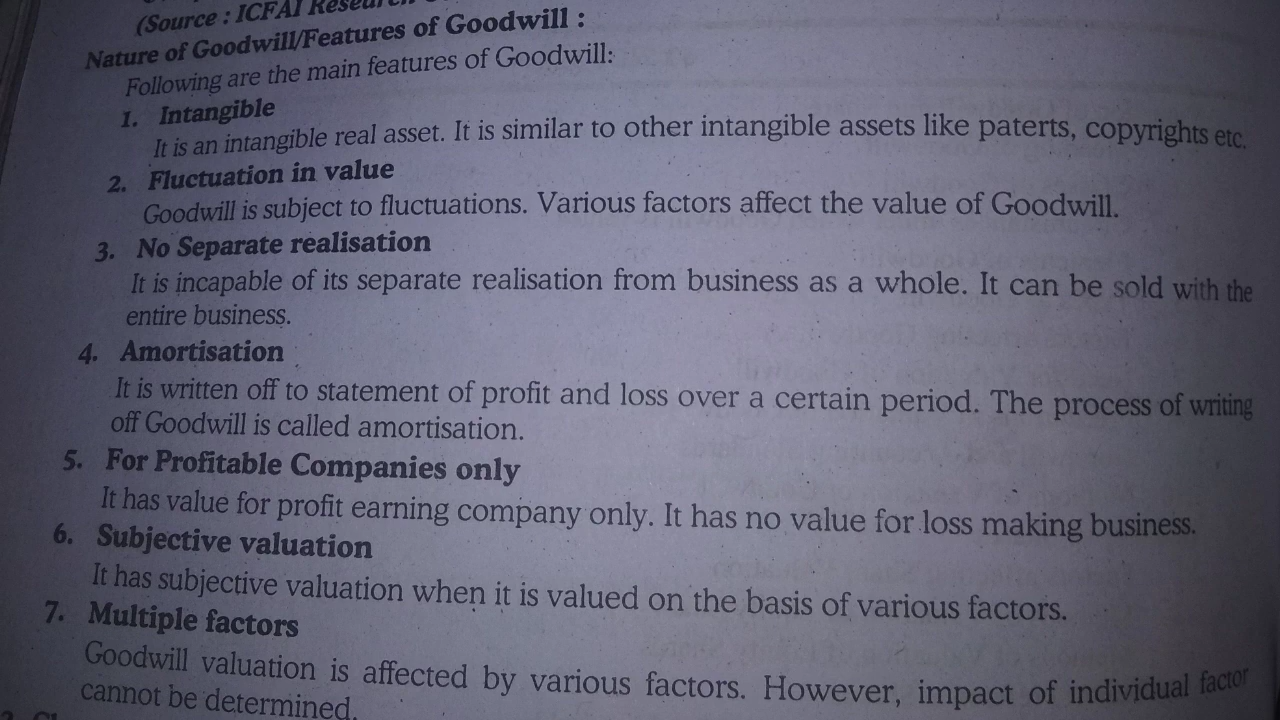 (Source : ICFAI Research
Nature of Goodwill/Features of Goodwill :
Following are the main features of Goodwill:
1. Intangible
It is an intangible real asset. It is similar to other intangible assets like paterts, copyrights etc.
2. Fluctuation in value
Goodwill is subject to fluctuations. Various factors affect the value of Goodwill.
3. No Separate realisation
It is incapable of its separate realisation from business as a whole. It can be sold with the
entire business.
4. Amortisation
It is written off to statement of profit and loss over a certain period. The process of writing
off Goodwill is called amortisation.
5. For Profitable Companies only
It has value for profit earning company only. It has no value for loss making business.
6. Subjective valuation
It has subjective valuation when it is valued on the basis of various factors.
7. Multiple factors
Goodwill valuation is affected by various factors. However, impact of individual factor
cannot be determined.